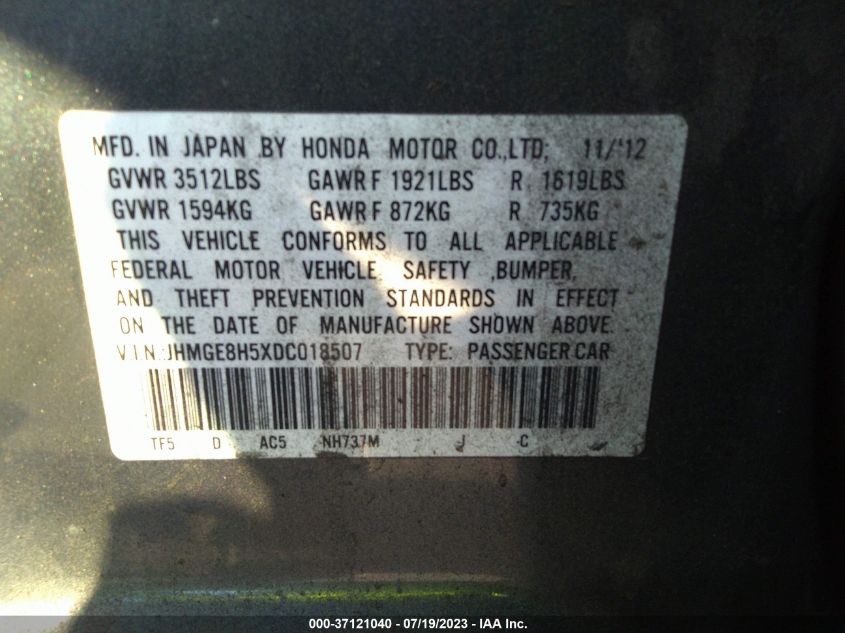 MFD. IN JAPAN BY HONDA MOTOR CO.,LTD; 11/'12
GVWR 3512LBS GAWR F 1921LBS R 1619LBS
GVWR 1594KG GAWR F 872KG R 735KG
THIS VEHICLE CONFORMS TO ALL APPLICABLE
FEDERAL MOTOR VEHICLE SAFETY ,BUMPER,
AND THEFT PREVENTION STANDARDS IN EFFECT
ON THE DATE OF MANUFACTURE SHOWN ABOVE.
V.I.N.:JHMGE8H5XDC018507 TYPE: PASSENGER CAR
TF5 D AC5 NH737M J C
000-37121040 - 07/19/2023 - IAA Inc.